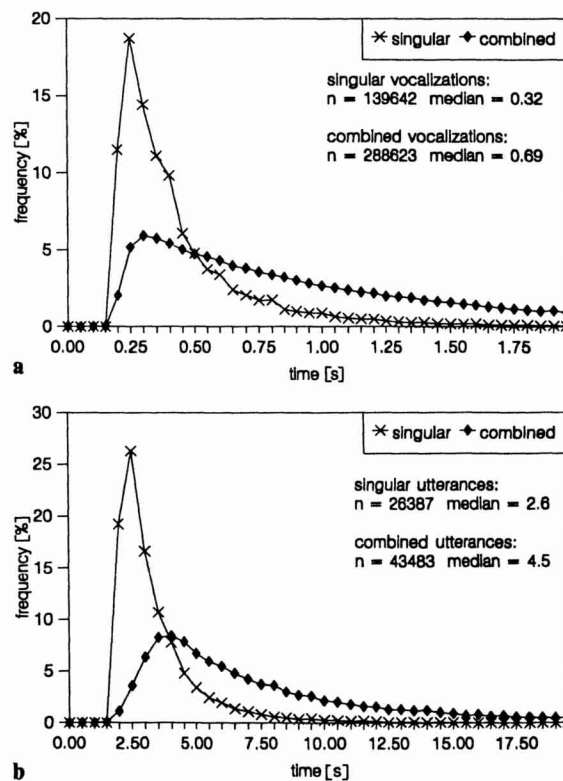 20
15
10
5
0
frequency [%]
singular combined
singular vocalizations:
n = 139642 median = 0.32
combined vocalizations:
n = 288623 median = 0.69
0.00 0.25 0.50 0.75 1.00 1.25 1.50 1.75
time [s]
a
30
25
20
15
10
5
0
frequency [%]
singular combined
singular utterances:
n = 26387 median = 2.6
combined utterances:
n = 43483 median = 4.5
0.00 2.50 5.00 7.50 10.00 12.50 15.00 17.50
time [s]
b